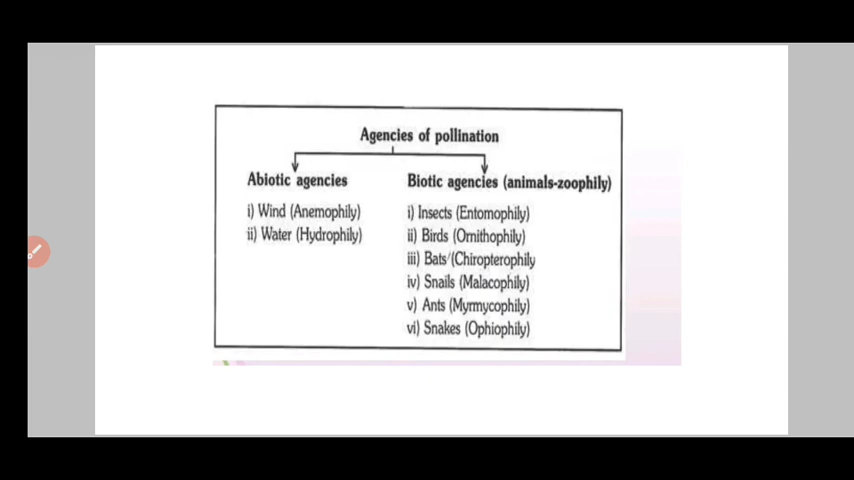 Agencies of pollination
Abiotic agencies
i) Wind (Anemophily)
ii) Water (Hydrophily)
Biotic agencies (animals-zoophily)
i) Insects (Entomophily)
ii) Birds (Ornithophily)
iii) Bats (Chiropterophily
iv) Snails (Malacophily)
v) Ants (Myrmycophily)
vi) Snakes (Ophiophily)